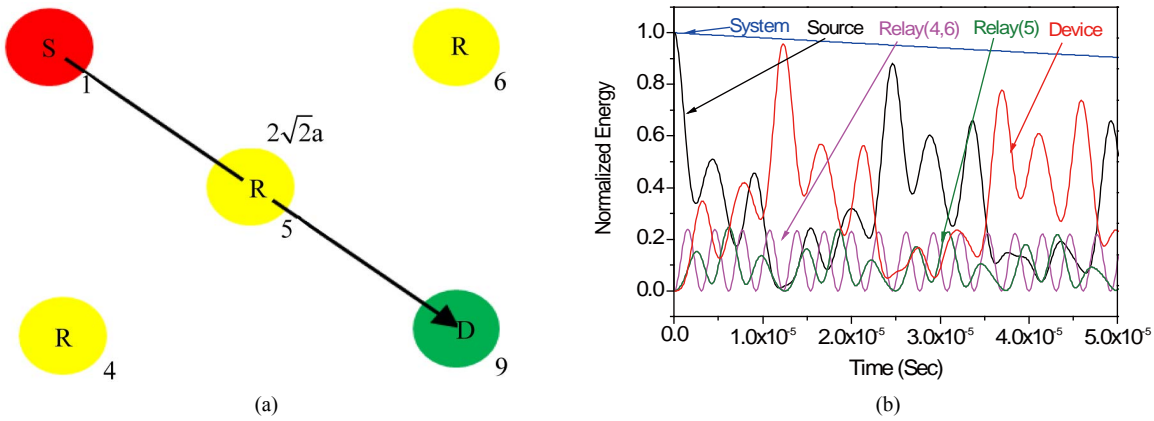 S
1
R
6
2√2a
R
5
R
4
D
9
(a)
Normalized Energy
1.0
0.8
0.6
0.4
0.2
0.0
System
Source
Relay(4,6)
Relay(5)
Device
0.0
1.0x10⁻⁵
2.0x10⁻⁵
3.0x10⁻⁵
4.0x10⁻⁵
5.0x10⁻⁵
Time (Sec)
(b)